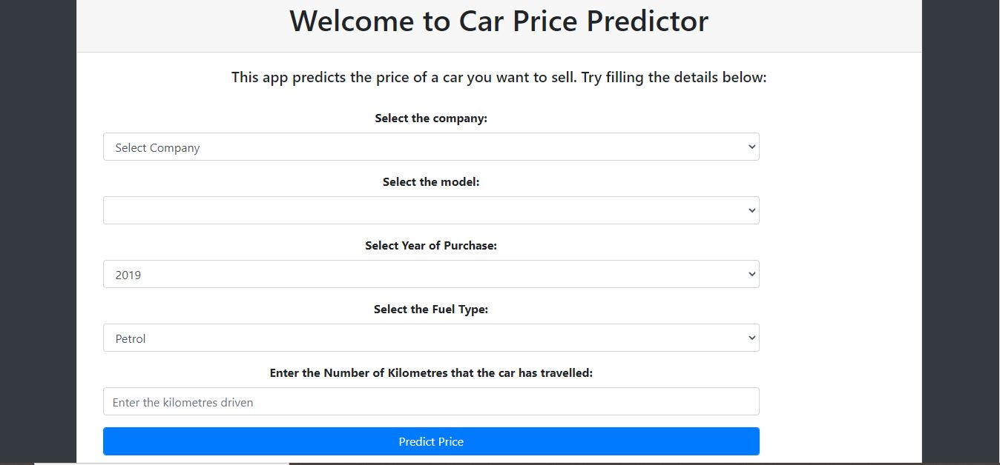 Welcome to Car Price Predictor
This app predicts the price of a car you want to sell. Try filling the details below:
Select the company:
Select Company
Select the model:
Select Year of Purchase:
2019
Select the Fuel Type:
Petrol
Enter the Number of Kilometres that the car has travelled:
Enter the kilometres driven
Predict Price